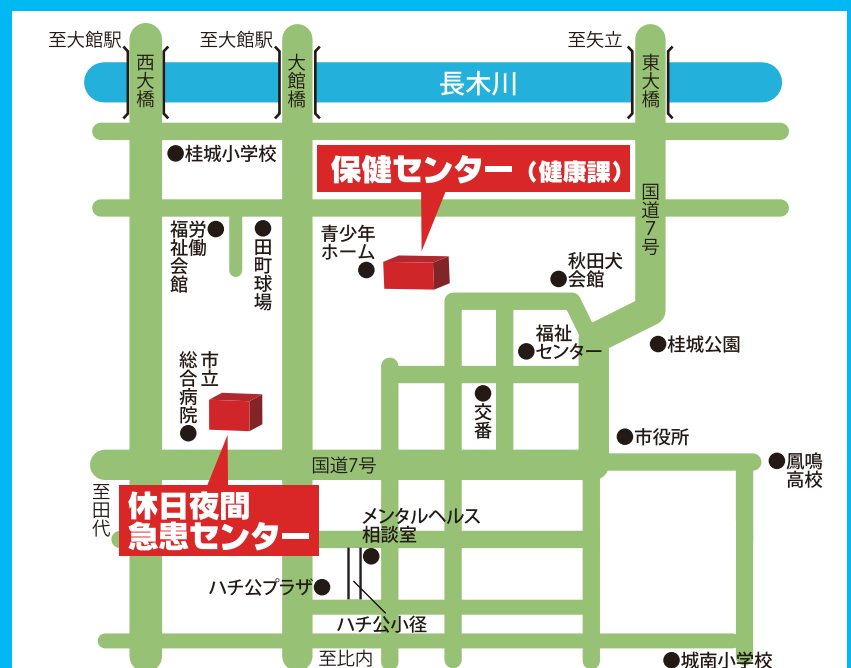 至大館駅
至大館駅
至矢立
西大橋
大館橋
長木川
東大橋
桂城小学校
保健センター（健康課）
国道7号
労働
福祉会館
田町球場
青少年
ホーム
秋田犬
会館
福祉
センター
桂城公園
市立
総合病院
交番
市役所
国道7号
鳳鳴
高校
至田代
休日夜間
急患センター
メンタルヘルス
相談室
ハチ公プラザ
ハチ公小径
至比内
城南小学校